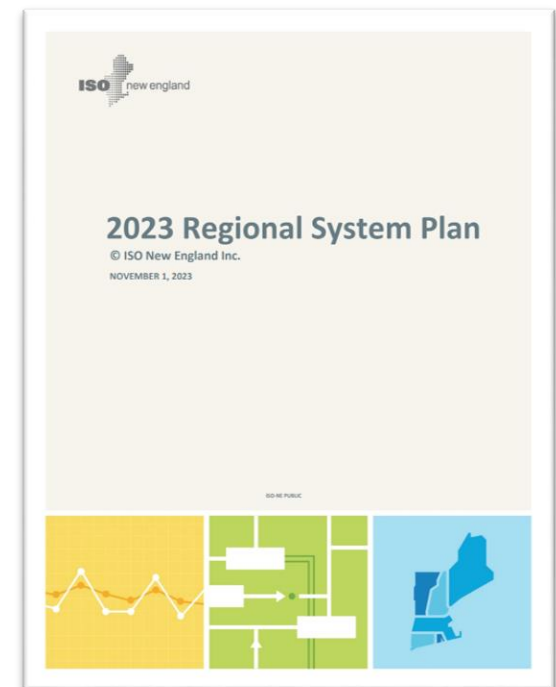 ISO new england
2023 Regional System Plan
© ISO New England Inc.
NOVEMBER 1, 2023
ISO-NE PUBLIC